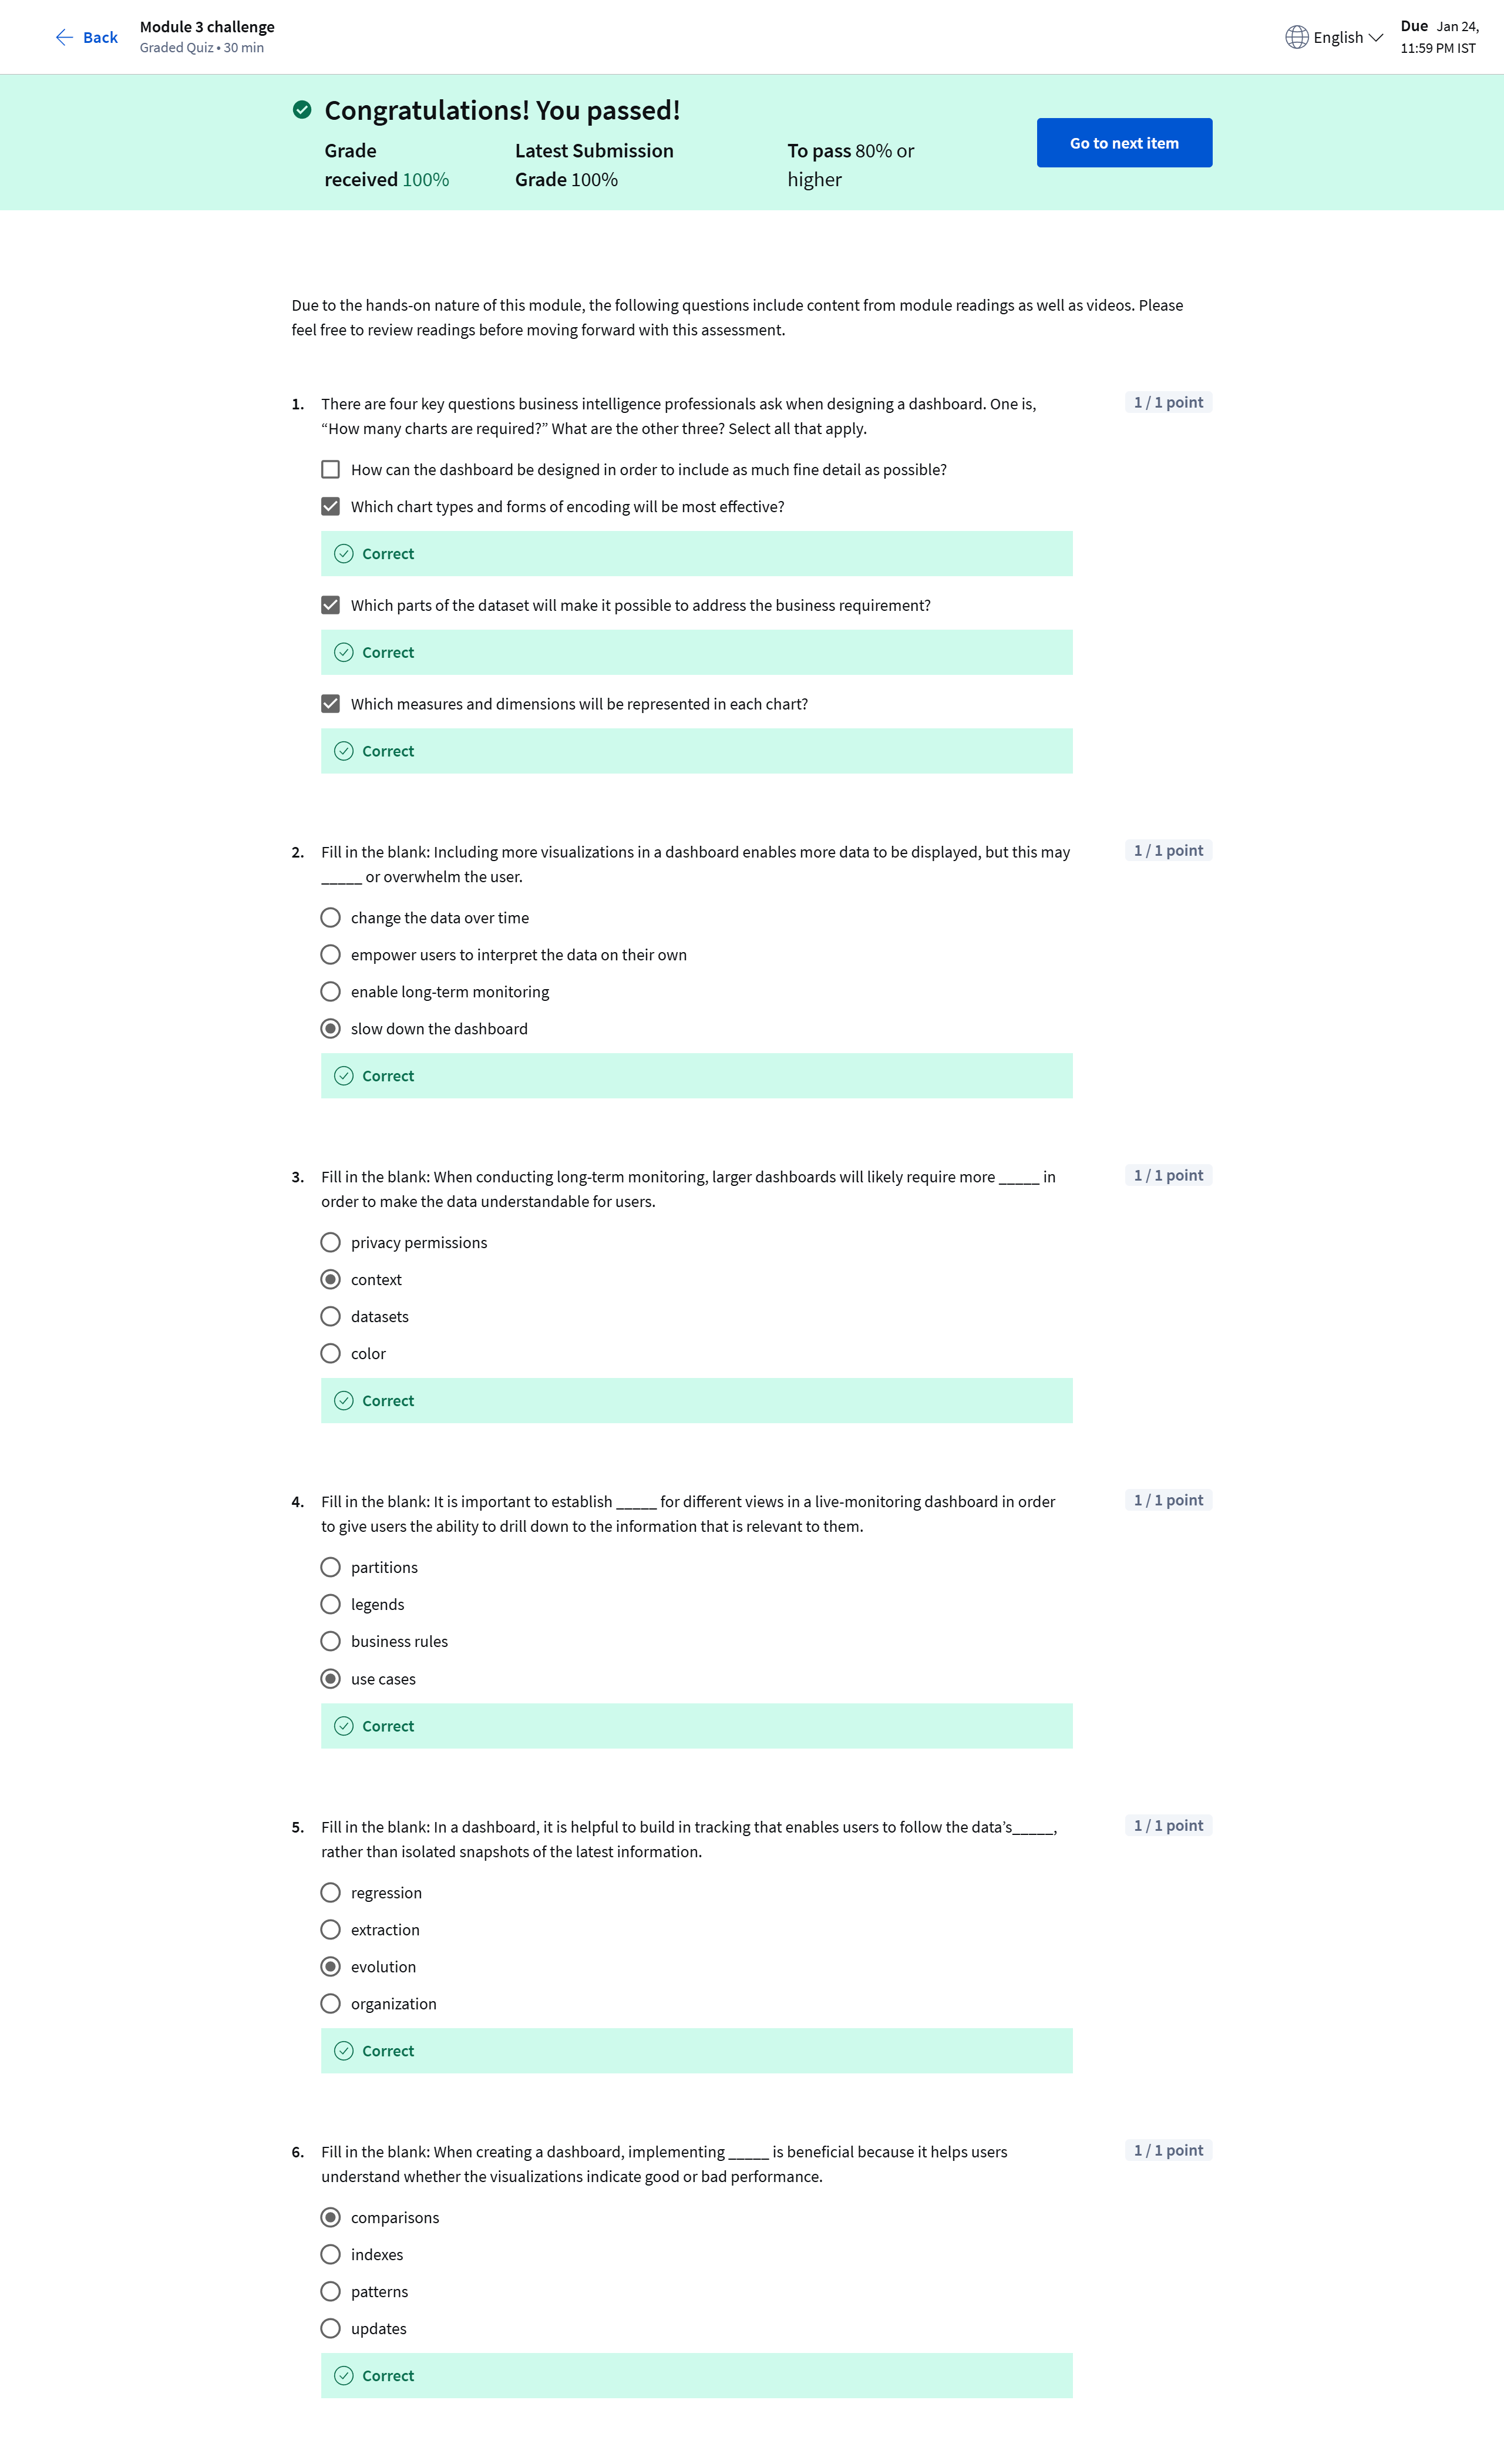 Back
Module 3 challenge
Graded Quiz • 30 min
English
Due Jan 24,
11:59 PM IST
Congratulations! You passed!
Grade
received 100%
Latest Submission
Grade 100%
To pass 80% or
higher
Go to next item
Due to the hands-on nature of this module, the following questions include content from module readings as well as videos. Please
feel free to review readings before moving forward with this assessment.
1. There are four key questions business intelligence professionals ask when designing a dashboard. One is,
“How many charts are required?” What are the other three? Select all that apply.
1 / 1 point
How can the dashboard be designed in order to include as much fine detail as possible?
Which chart types and forms of encoding will be most effective?
Correct
Which parts of the dataset will make it possible to address the business requirement?
Correct
Which measures and dimensions will be represented in each chart?
Correct
2. Fill in the blank: Including more visualizations in a dashboard enables more data to be displayed, but this may
_____ or overwhelm the user.
1 / 1 point
change the data over time
empower users to interpret the data on their own
enable long-term monitoring
slow down the dashboard
Correct
3. Fill in the blank: When conducting long-term monitoring, larger dashboards will likely require more _____ in
order to make the data understandable for users.
1 / 1 point
privacy permissions
context
datasets
color
Correct
4. Fill in the blank: It is important to establish _____ for different views in a live-monitoring dashboard in order
to give users the ability to drill down to the information that is relevant to them.
1 / 1 point
partitions
legends
business rules
use cases
Correct
5. Fill in the blank: In a dashboard, it is helpful to build in tracking that enables users to follow the data’s_____,
rather than isolated snapshots of the latest information.
1 / 1 point
regression
extraction
evolution
organization
Correct
6. Fill in the blank: When creating a dashboard, implementing _____ is beneficial because it helps users
understand whether the visualizations indicate good or bad performance.
1 / 1 point
comparisons
indexes
patterns
updates
Correct